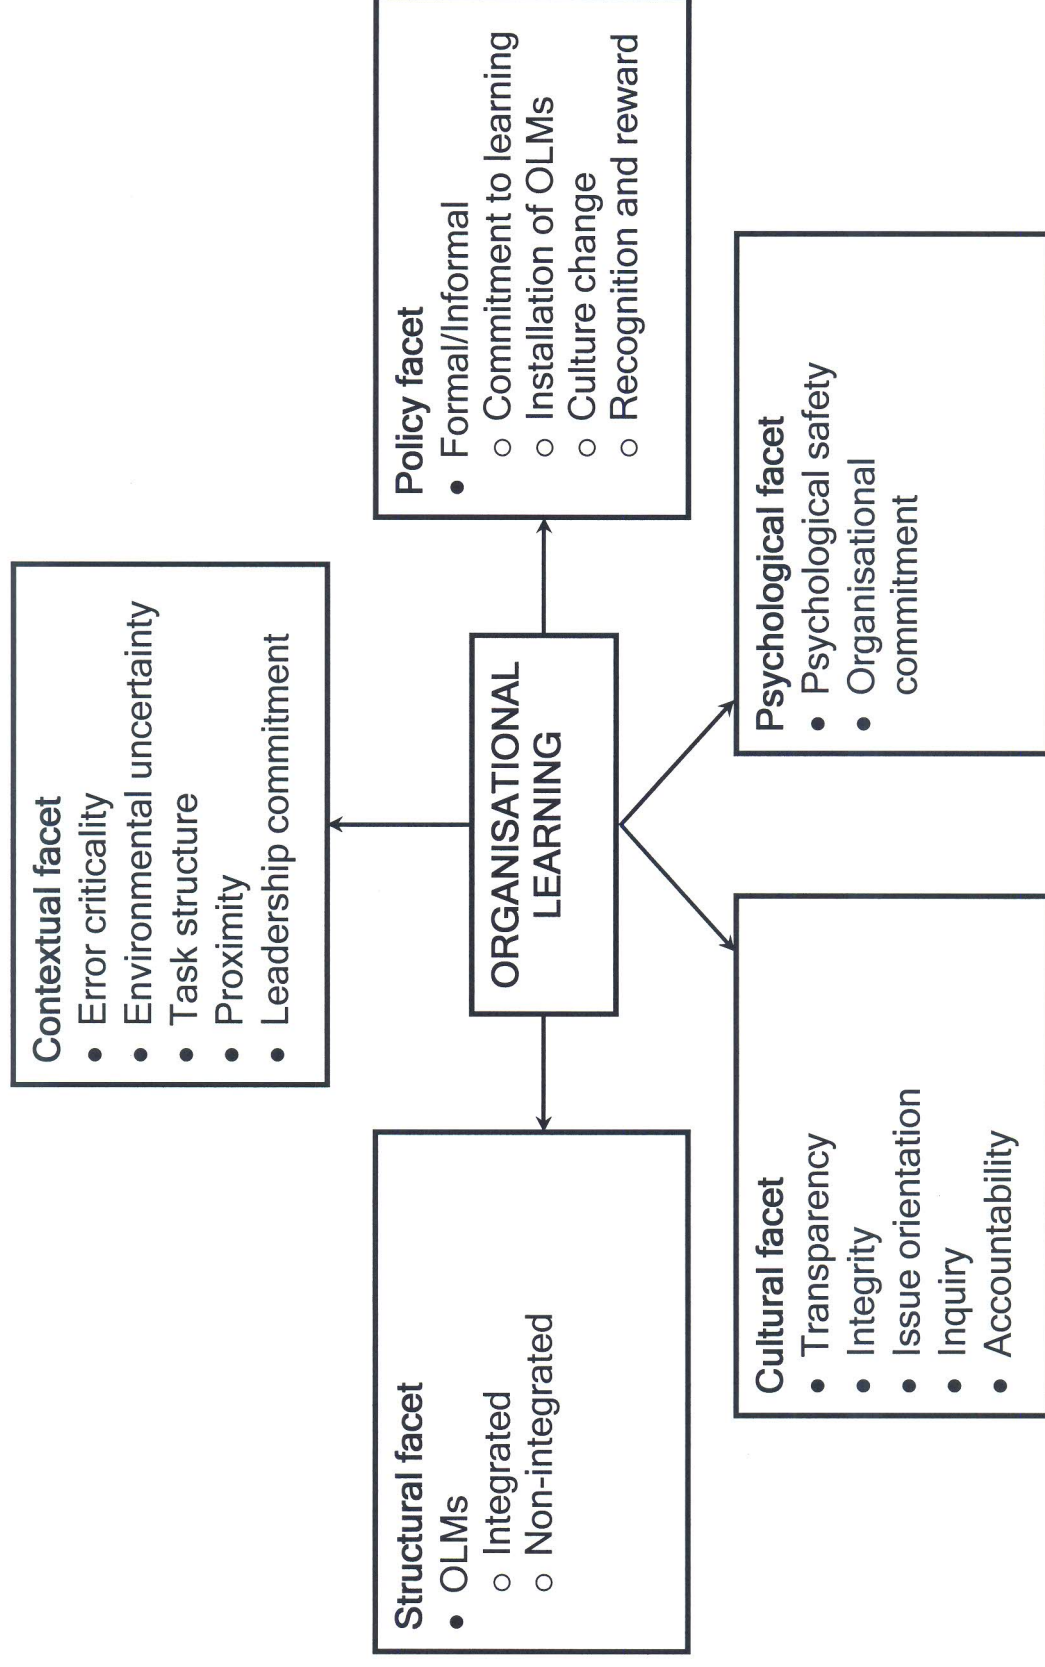 Contextual facet
• Error criticality
• Environmental uncertainty
• Task structure
• Proximity
• Leadership commitment
Structural facet
• OLMs
○ Integrated
○ Non-integrated
ORGANISATIONAL
LEARNING
Policy facet
• Formal/Informal
○ Commitment to learning
○ Installation of OLMs
○ Culture change
○ Recognition and reward
Cultural facet
• Transparency
• Integrity
• Issue orientation
• Inquiry
• Accountability
Psychological facet
• Psychological safety
• Organisational
commitment